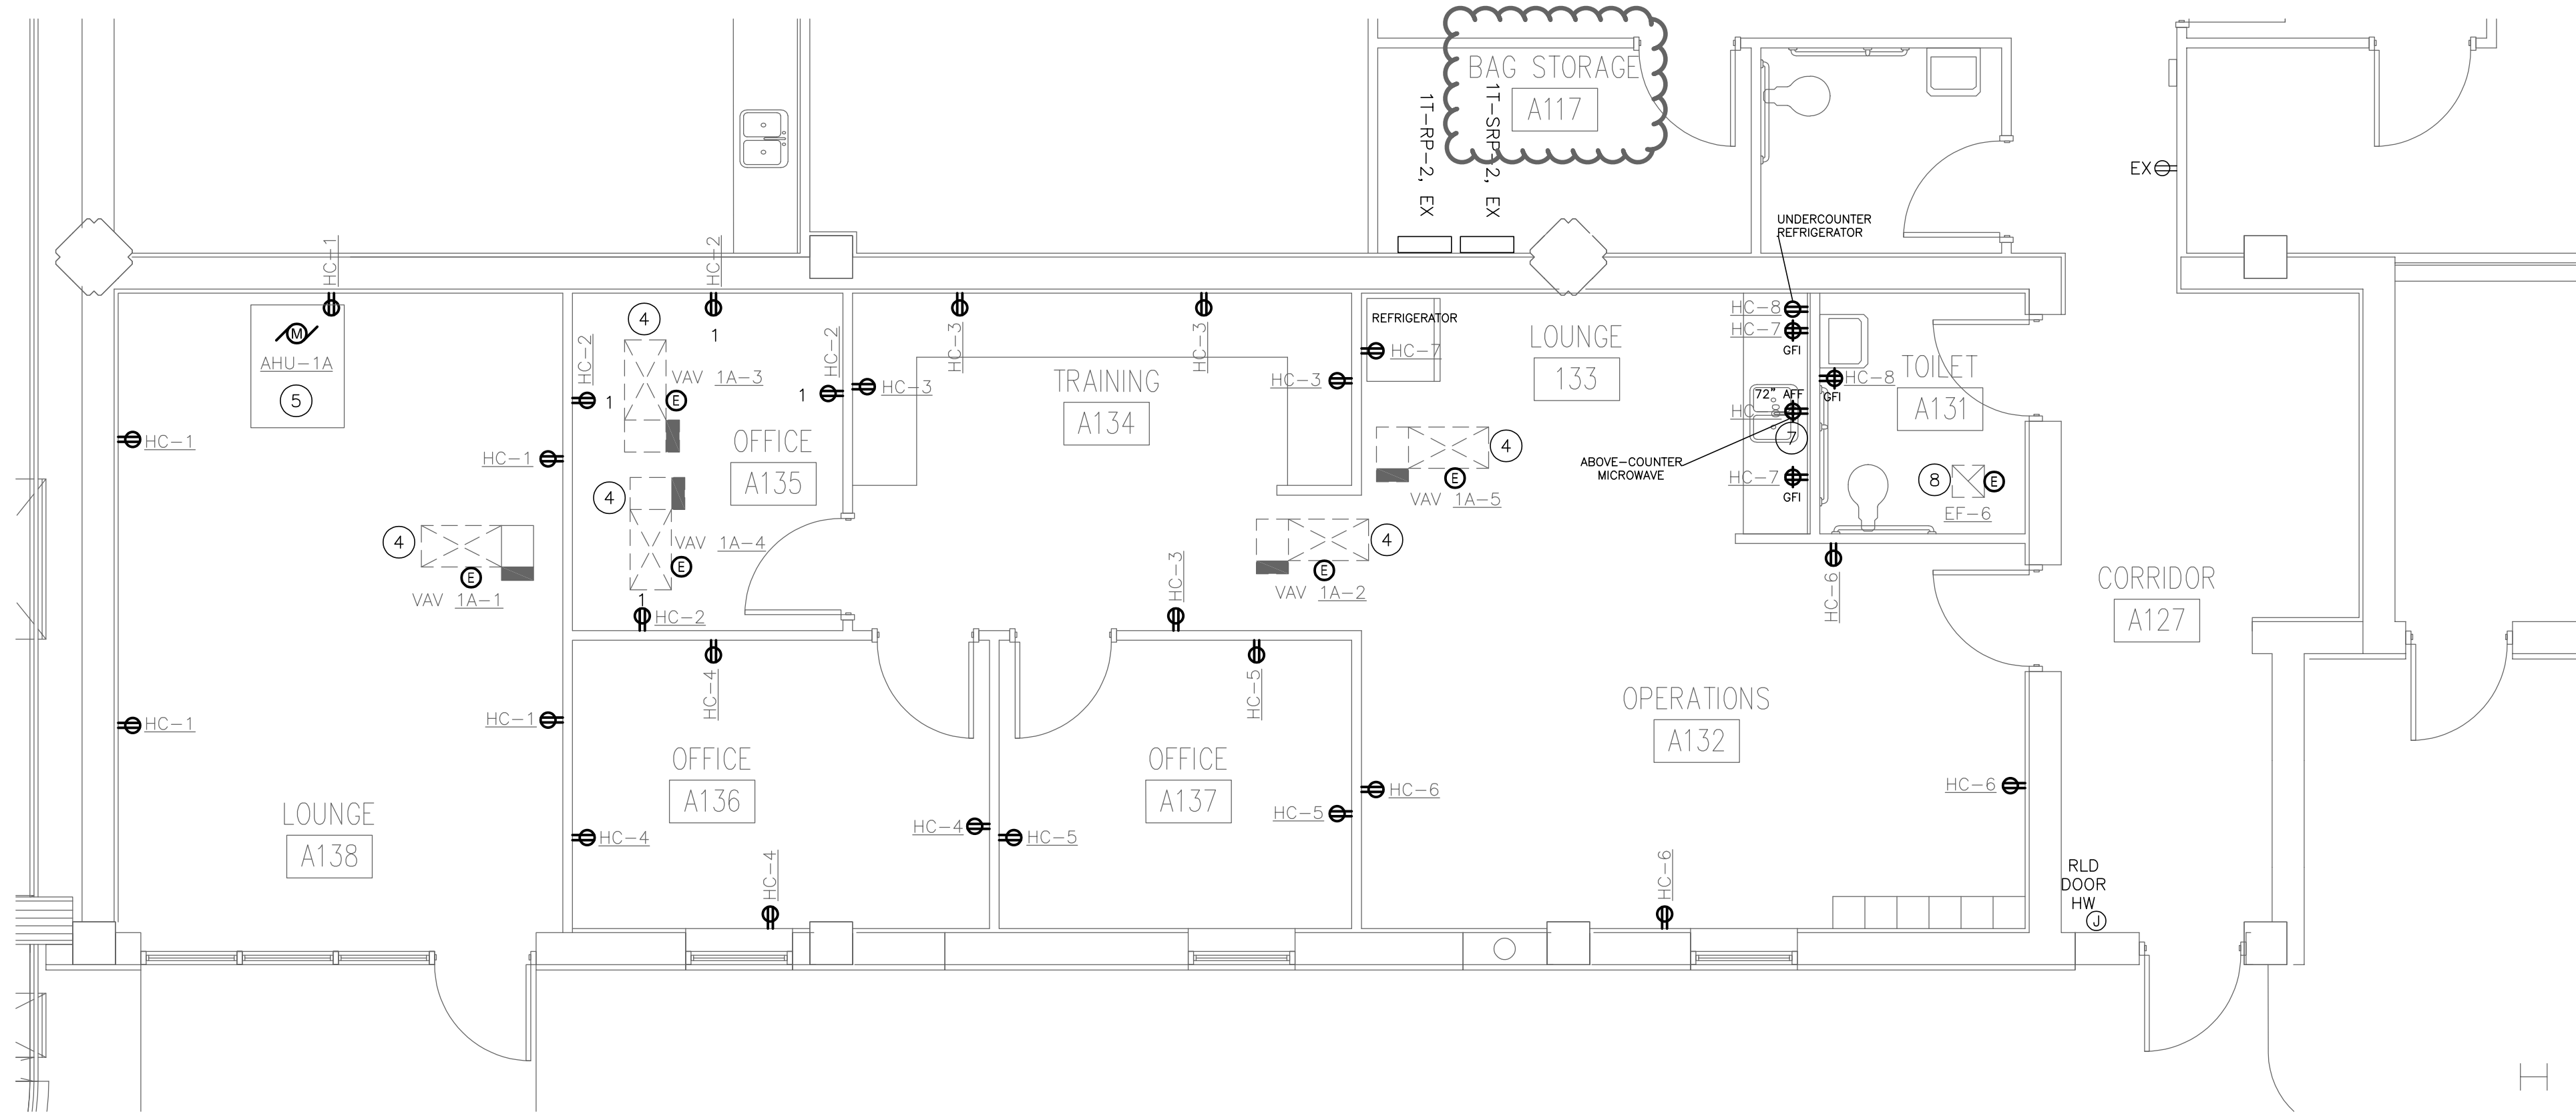 BAG STORAGE
A117
1T-RP-2, EX
1T-SRP-2, EX
EX
UNDERCOUNTER
REFRIGERATOR
HC-1
HC-2
M
AHU-1A
5
4
1
HC-2
1
VAV 1A-3
E
HC-2
1
OFFICE
A135
HC-3
HC-3
HC-3
TRAINING
A134
HC-3
REFRIGERATOR
HC-7
LOUNGE
133
HC-8
HC-7
GFI
HC-8
GFI
TOILET
A131
72" AFF
HC-8
7
ABOVE-COUNTER
MICROWAVE
HC-7
GFI
8
E
EF-6
HC-1
HC-1
4
E
VAV 1A-5
4
VAV 1A-4
E
1
HC-2
4
E
VAV 1A-1
4
E
VAV 1A-2
HC-3
HC-6
CORRIDOR
A127
HC-1
HC-1
HC-4
HC-5
OFFICE
A136
OFFICE
A137
OPERATIONS
A132
LOUNGE
A138
HC-4
HC-4
HC-4
HC-5
HC-5
HC-6
HC-6
HC-6
RLD
DOOR
HW
J